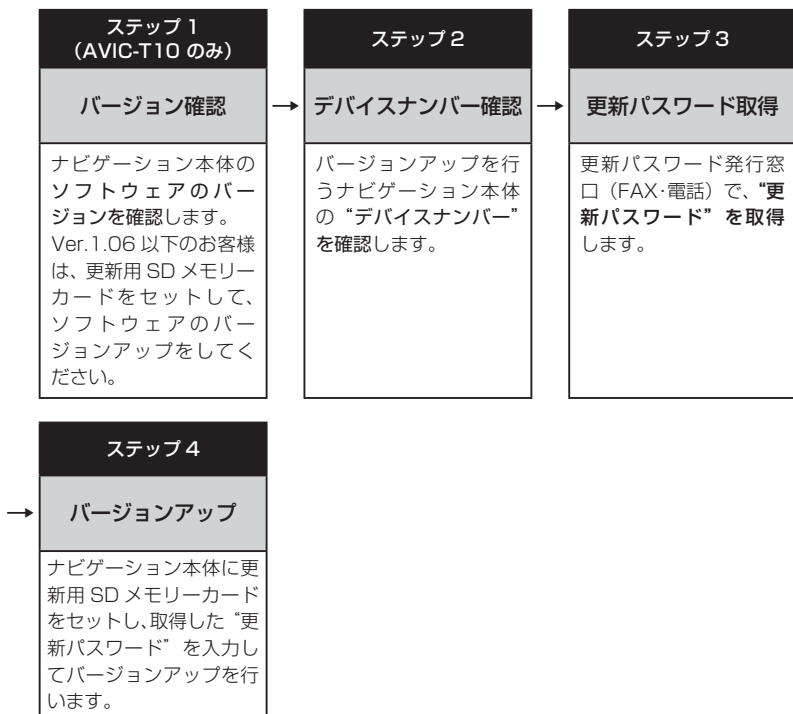 ステップ 1
（AVIC-T10 のみ）
バージョン確認
ナビゲーション本体の
ソフトウェアのバー
ジョンを確認します。
Ver.1.06 以下のお客様
は、更新用 SD メモリー
カードをセットして、
ソフトウェアのバー
ジョンアップをしてく
ださい。
→
ステップ 2
デバイスナンバー確認
バージョンアップを行
うナビゲーション本体
の“デバイスナンバー”
を確認します。
→
ステップ 3
更新パスワード取得
更新パスワード発行窓
口（FAX・電話）で、“更
新パスワード”を取得
します。
→
ステップ 4
バージョンアップ
ナビゲーション本体に更
新用 SD メモリーカード
をセットし、取得した“更
新パスワード”を入力し
てバージョンアップを行
います。